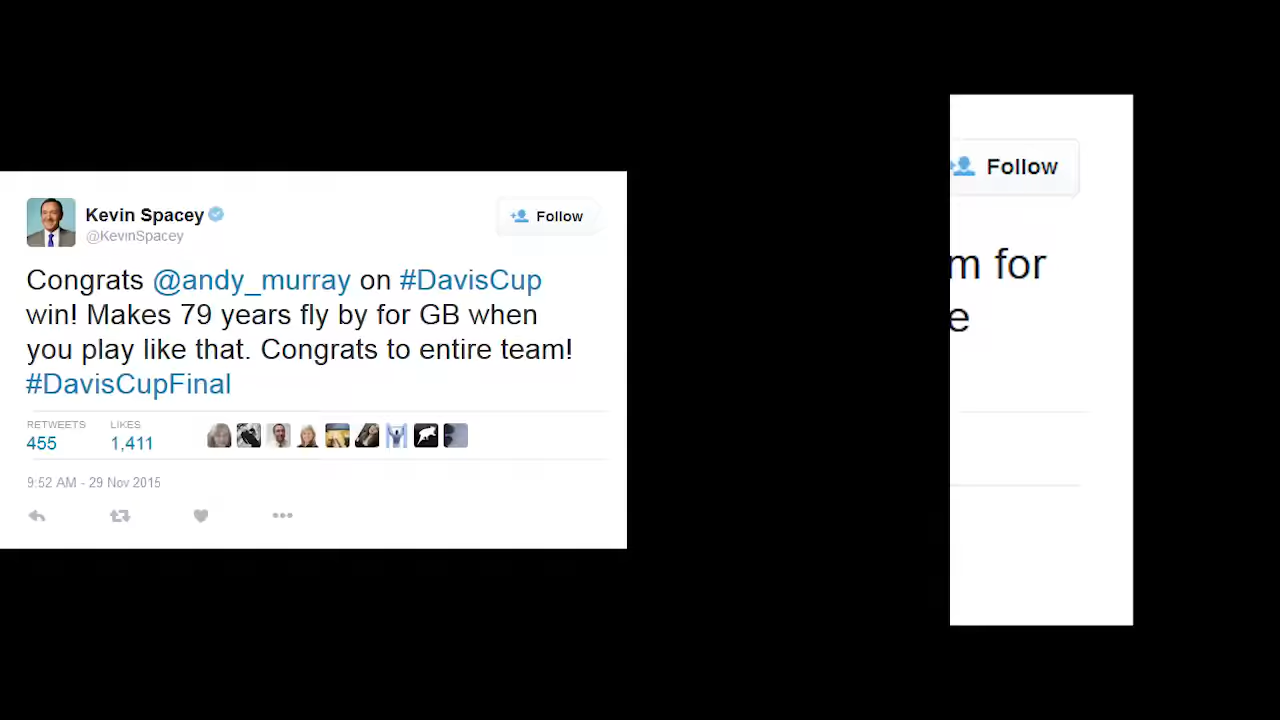 Kevin Spacey
@KevinSpacey
Follow
Congrats @andy_murray on #DavisCup
win! Makes 79 years fly by for GB when
you play like that. Congrats to entire team!
#DavisCupFinal
RETWEETS
LIKES
455
1,411
9:52 AM - 29 Nov 2015
Follow
m for
e